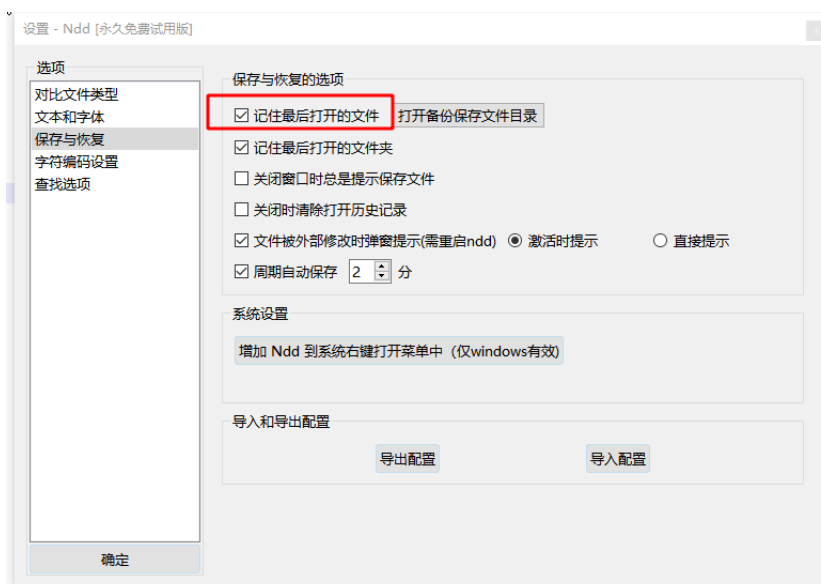 设置 - Ndd [永久免费试用版]
选项
对比文件类型
文本和字体
保存与恢复
字符编码设置
查找选项
确定
保存与恢复的选项
记住最后打开的文件 打开备份保存文件目录
记住最后打开的文件夹
关闭窗口时总是提示保存文件
关闭时清除打开历史记录
文件被外部修改时弹窗提示(需重启ndd) 激活时提示 直接提示
周期自动保存 2 分
系统设置
增加 Ndd 到系统右键打开菜单中（仅windows有效)
导入和导出配置
导出配置 导入配置